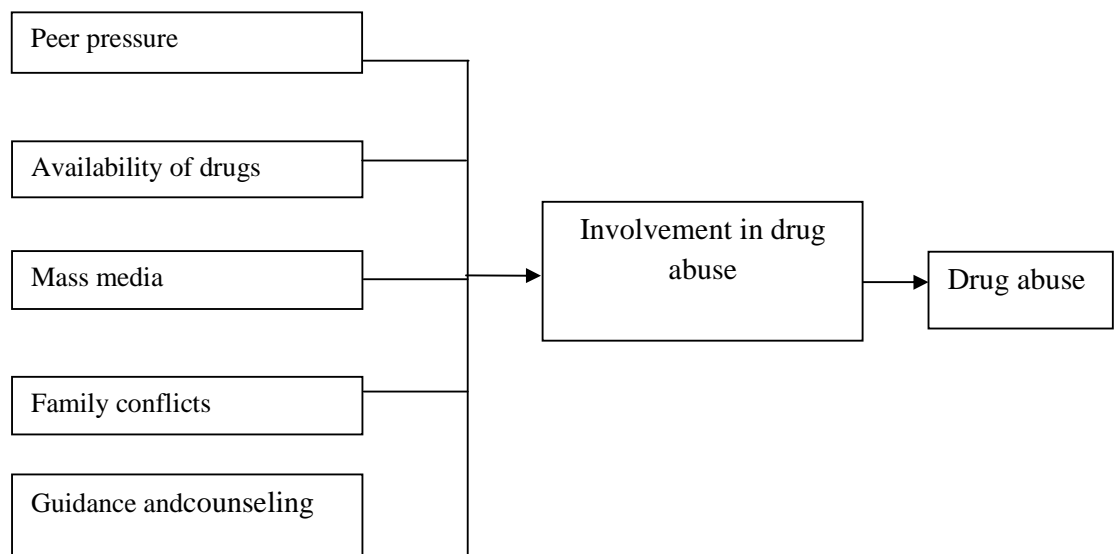 Peer pressure
Availability of drugs
Mass media
Family conflicts
Guidance andcounseling
Involvement in drug
abuse
Drug abuse